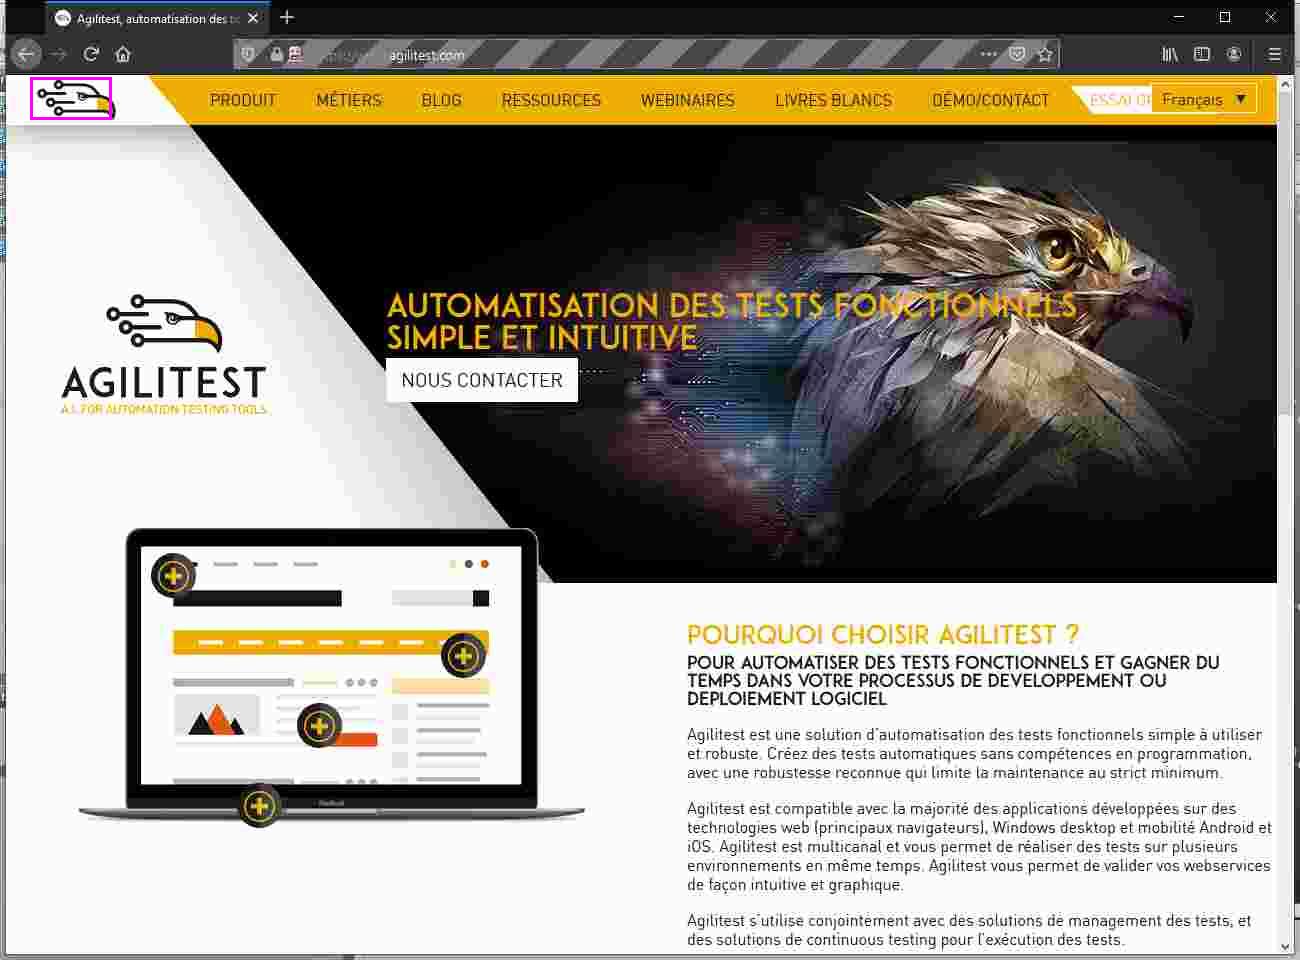 Agilitest, automatisation des te
agilitest.com
PRODUIT MÉTIERS BLOG RESSOURCES WEBINAIRES LIVRES BLANCS DÉMO/CONTACT Français
AUTOMATISATION DES TESTS FONCTIONNELS
SIMPLE ET INTUITIVE
NOUS CONTACTER
AGILITEST
A.I. FOR AUTOMATION TESTING TOOLS
POURQUOI CHOISIR AGILITEST ?
POUR AUTOMATISER DES TESTS FONCTIONNELS ET GAGNER DU
TEMPS DANS VOTRE PROCESSUS DE DEVELOPPEMENT OU
DEPLOIEMENT LOGICIEL
Agilitest est une solution d'automatisation des tests fonctionnels simple à utiliser
et robuste. Créez des tests automatiques sans compétences en programmation,
avec une robustesse reconnue qui limite la maintenance au strict minimum.
Agilitest est compatible avec la majorité des applications développées sur des
technologies web (principaux navigateurs), Windows desktop et mobilité Android et
iOS. Agilitest est multicanal et vous permet de réaliser des tests sur plusieurs
environnements en même temps. Agilitest vous permet de valider vos webservices
de façon intuitive et graphique.
Agilitest s'utilise conjointement avec des solutions de management des tests, et
des solutions de continuous testing pour l'exécution des tests.